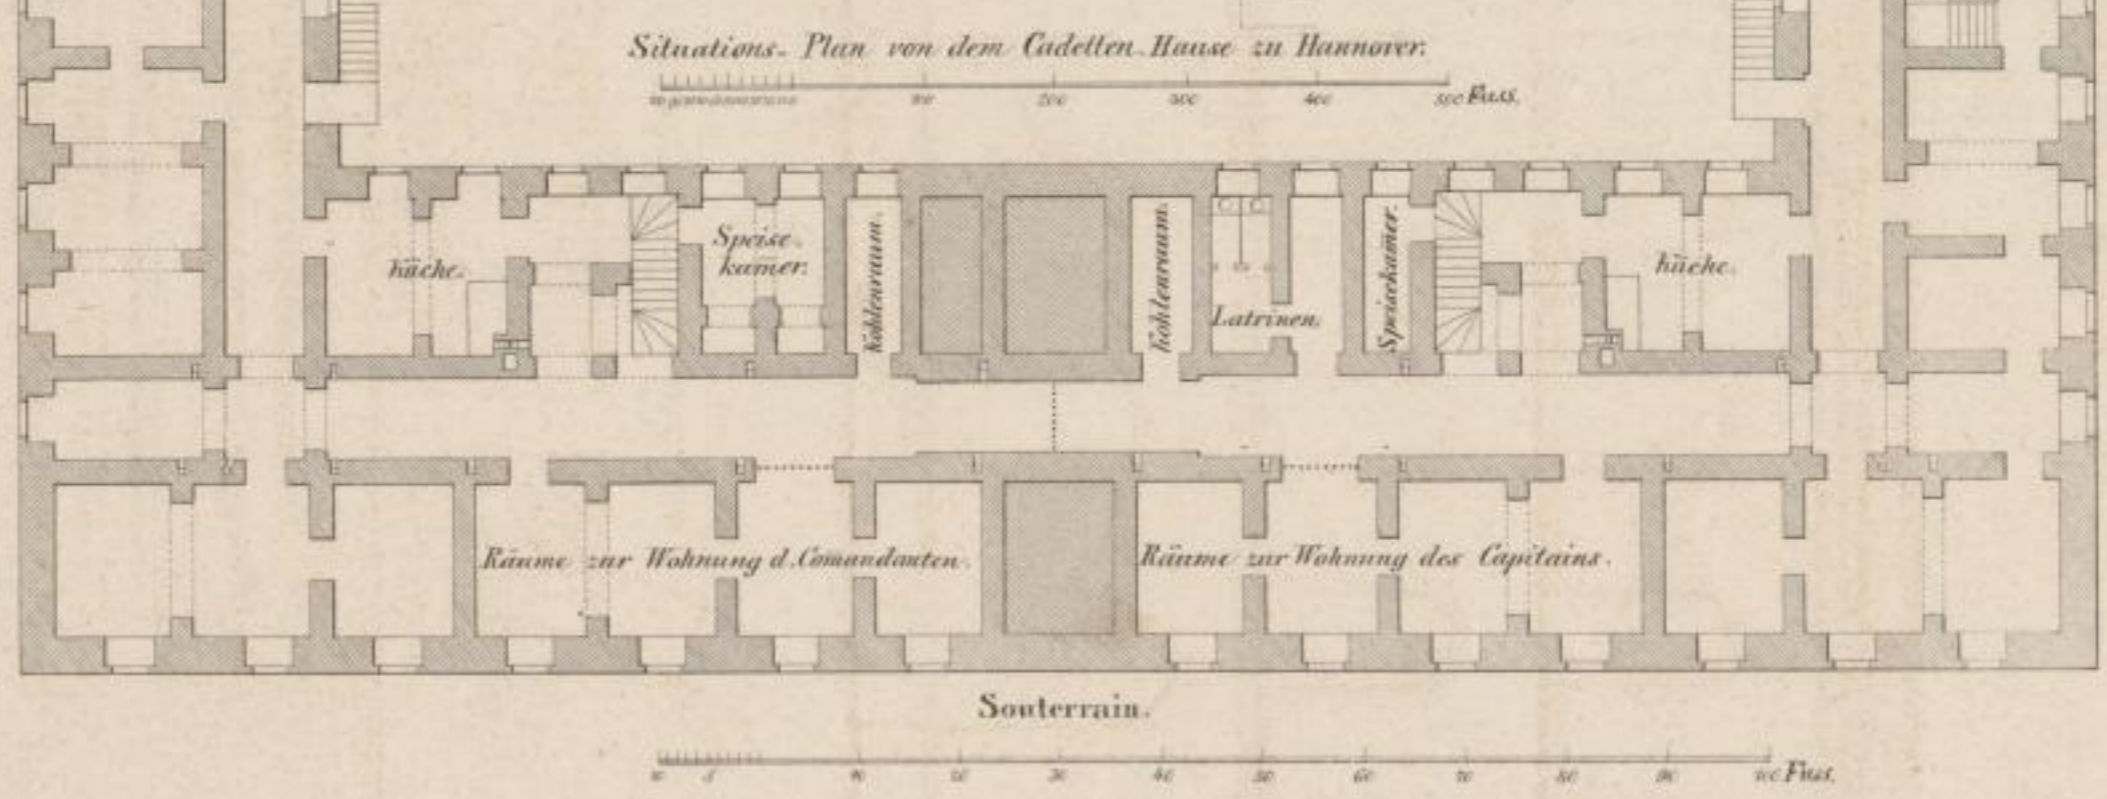 Situations- Plan von dem Cadetten-Hause zu Hannover.
100 200 300 400 500 Fuss.
Speise-
kamer.
Küche.
Kohlenraum.
Kohlenraum.
Latrinen.
Speisekamer.
Küche.
Räume zur Wohnung d. Comandanten.
Räume zur Wohnung des Capitains.
Souterrain.
10 5 10 20 30 40 50 60 70 80 90 100 Fuss.